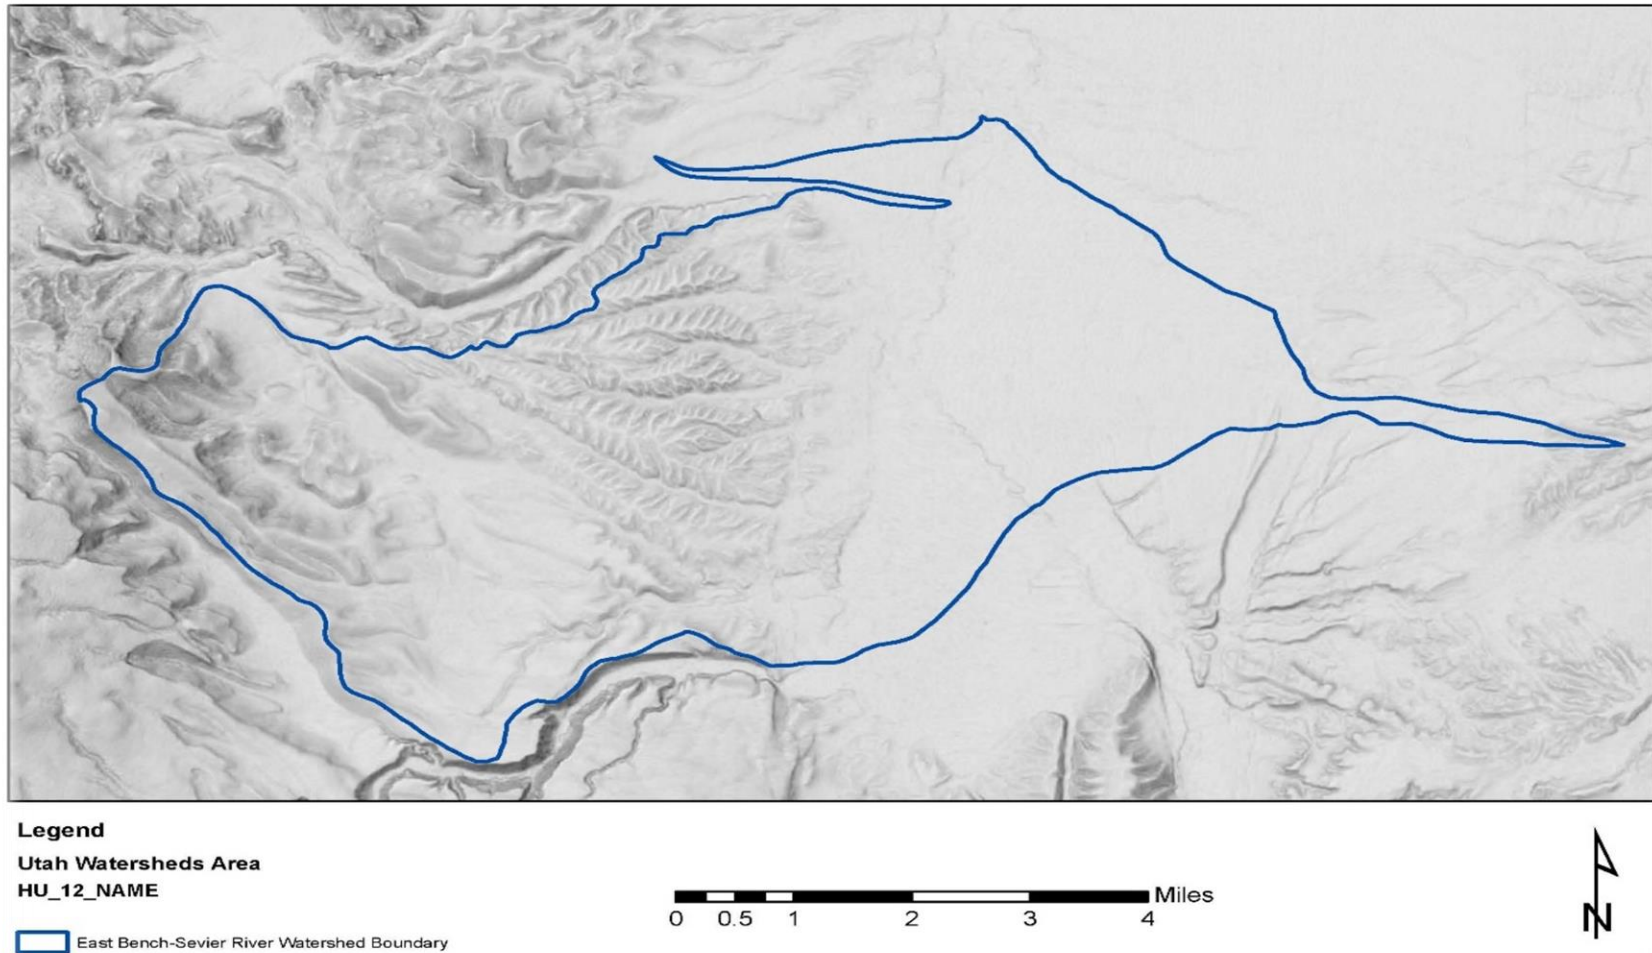 Legend
Utah Watersheds Area
HU_12_NAME
East Bench-Sevier River Watershed Boundary
Miles
0 0.5 1 2 3 4
N